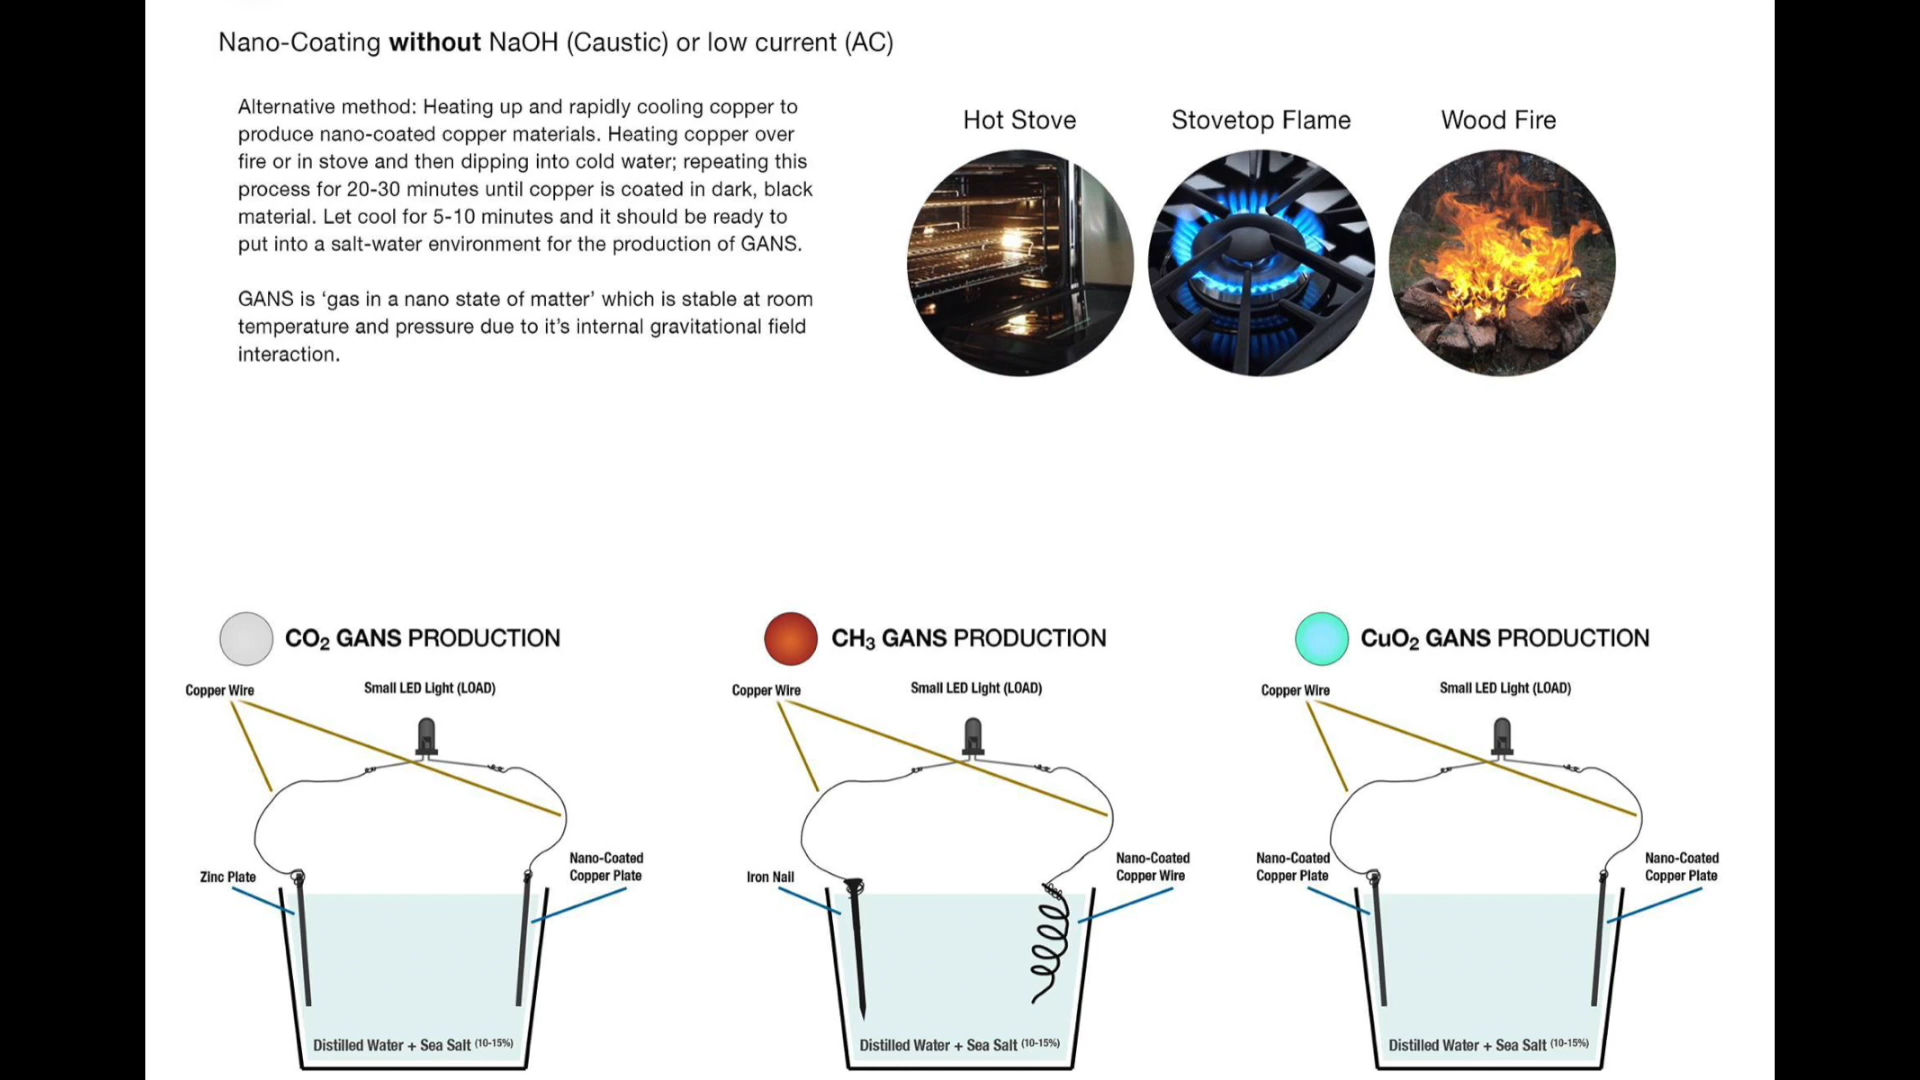 Nano-Coating without NaOH (Caustic) or low current (AC)
Alternative method: Heating up and rapidly cooling copper to
produce nano-coated copper materials. Heating copper over
fire or in stove and then dipping into cold water; repeating this
process for 20-30 minutes until copper is coated in dark, black
material. Let cool for 5-10 minutes and it should be ready to
put into a salt-water environment for the production of GANS.
GANS is ‘gas in a nano state of matter’ which is stable at room
temperature and pressure due to it’s internal gravitational field
interaction.
Hot Stove
Stovetop Flame
Wood Fire
CO₂ GANS PRODUCTION
Copper Wire
Small LED Light (LOAD)
Zinc Plate
Nano-Coated
Copper Plate
Distilled Water + Sea Salt (10-15%)
CH₃ GANS PRODUCTION
Copper Wire
Small LED Light (LOAD)
Iron Nail
Nano-Coated
Copper Wire
Distilled Water + Sea Salt (10-15%)
CuO₂ GANS PRODUCTION
Copper Wire
Small LED Light (LOAD)
Nano-Coated
Copper Plate
Nano-Coated
Copper Plate
Distilled Water + Sea Salt (10-15%)